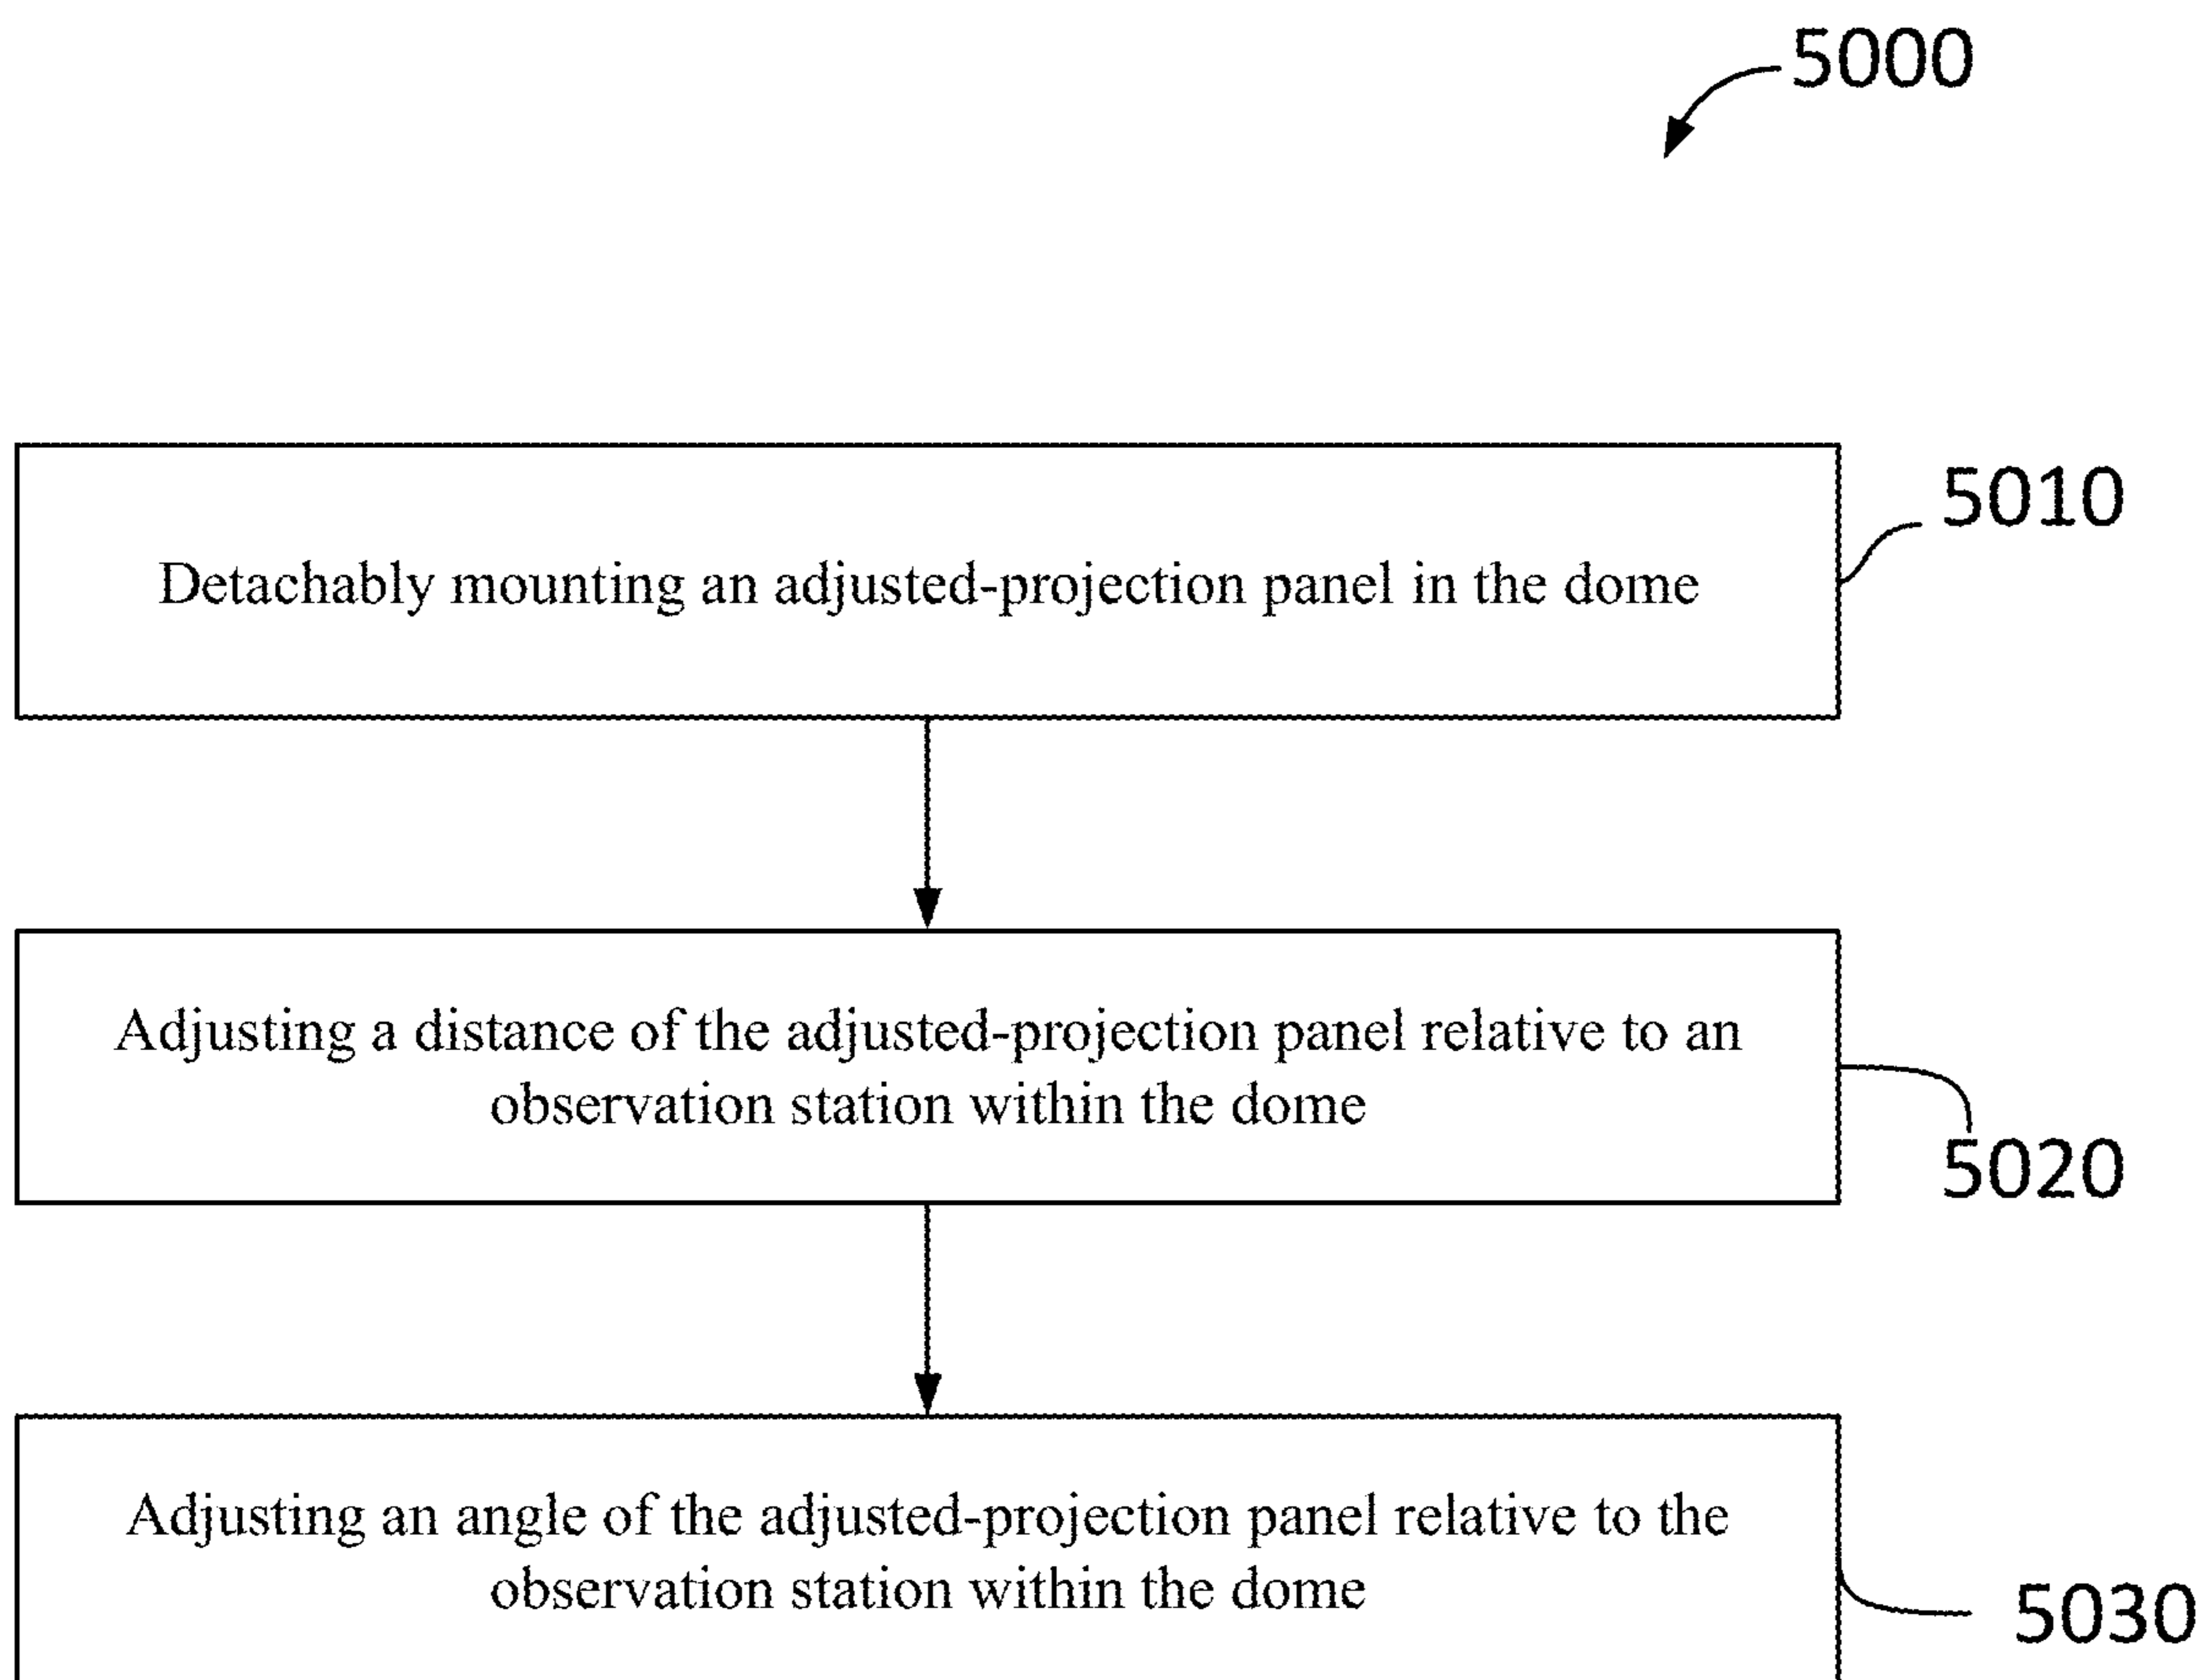 5000
5010
Detachably mounting an adjusted-projection panel in the dome
Adjusting a distance of the adjusted-projection panel relative to an
observation station within the dome
5020
Adjusting an angle of the adjusted-projection panel relative to the
observation station within the dome
5030